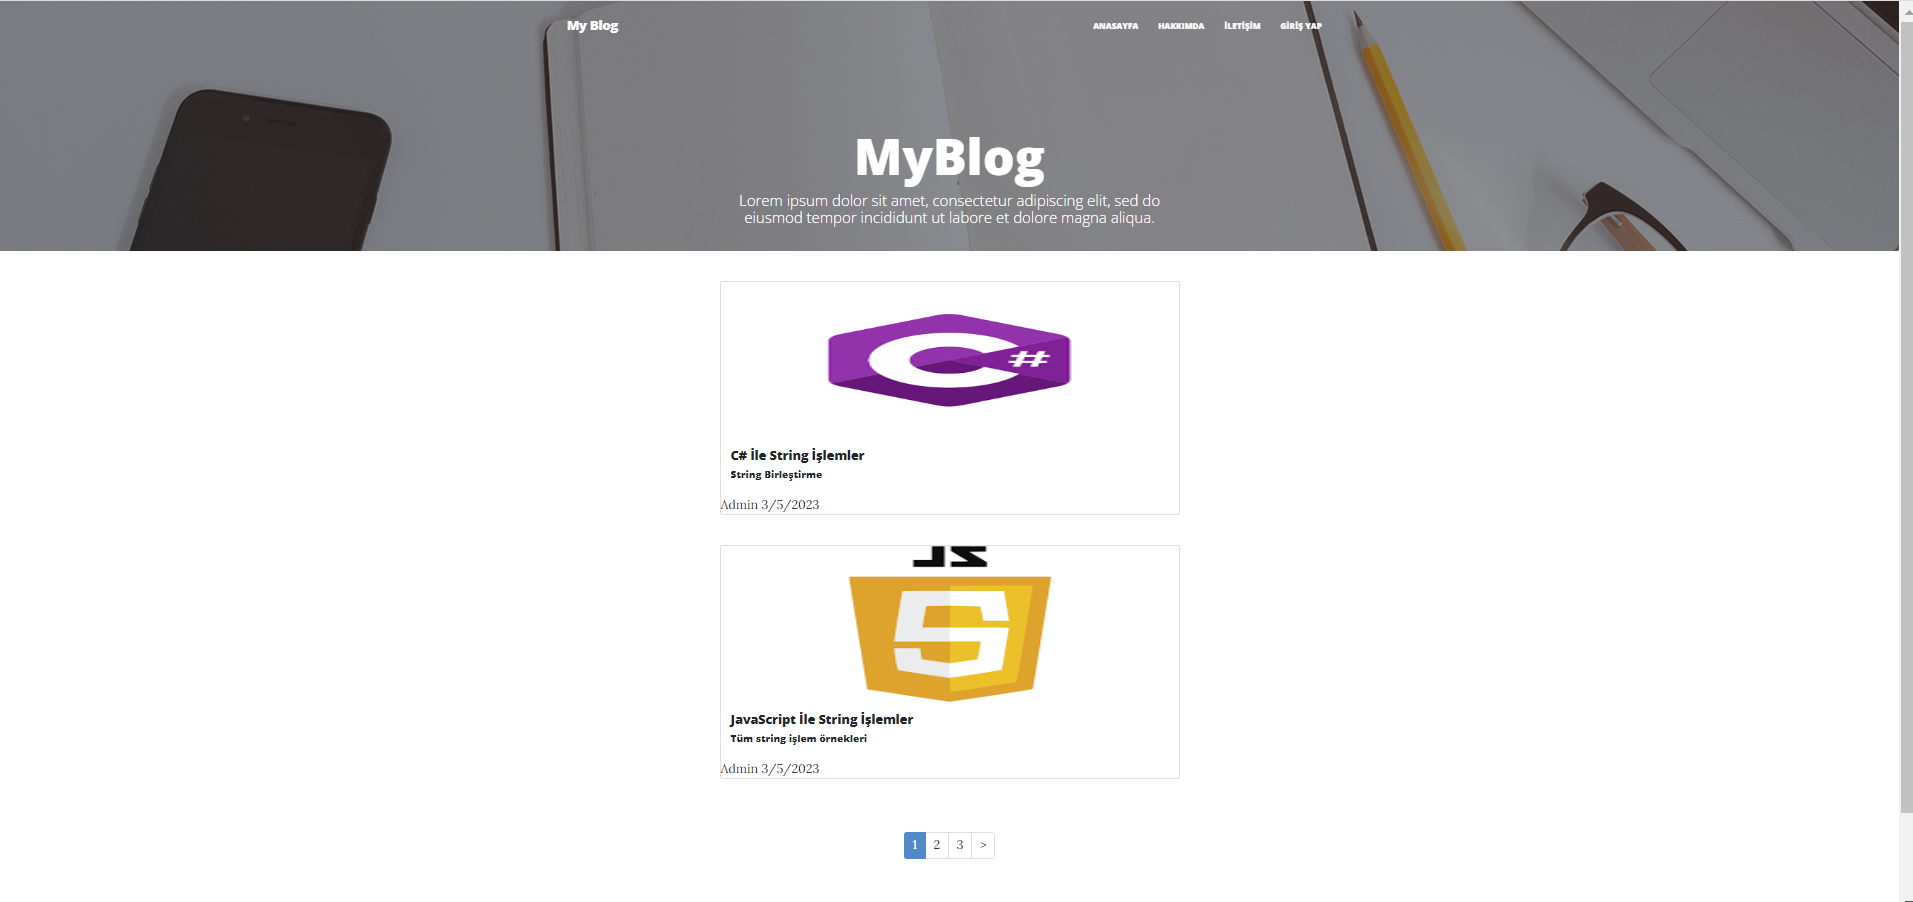 My Blog
ANASAYFA HAKKIMDA İLETİŞİM GİRİŞ YAP
MyBlog
Lorem ipsum dolor sit amet, consectetur adipiscing elit, sed do
eiusmod tempor incididunt ut labore et dolore magna aliqua.
C#
C# İle String İşlemler
String Birleştirme
Admin 3/5/2023
JS
5
JavaScript İle String İşlemler
Tüm string işlem örnekleri
Admin 3/5/2023
1 2 3 >